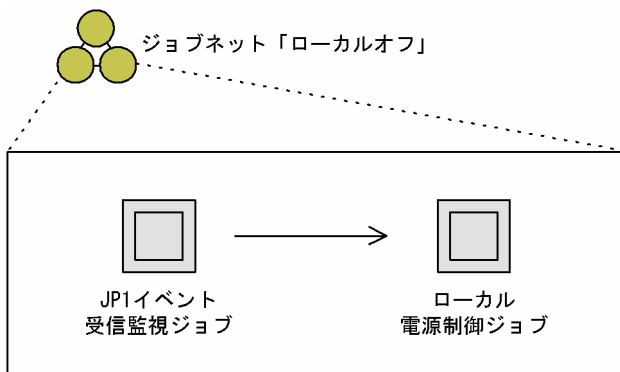 ジョブネット「ローカルオフ」
JP1イベント
受信監視ジョブ
ローカル
電源制御ジョブ